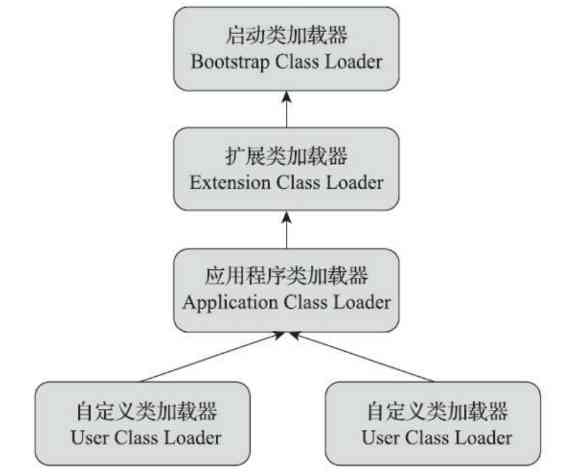 启动类加载器
Bootstrap Class Loader
扩展类加载器
Extension Class Loader
应用程序类加载器
Application Class Loader
自定义类加载器
User Class Loader
自定义类加载器
User Class Loader